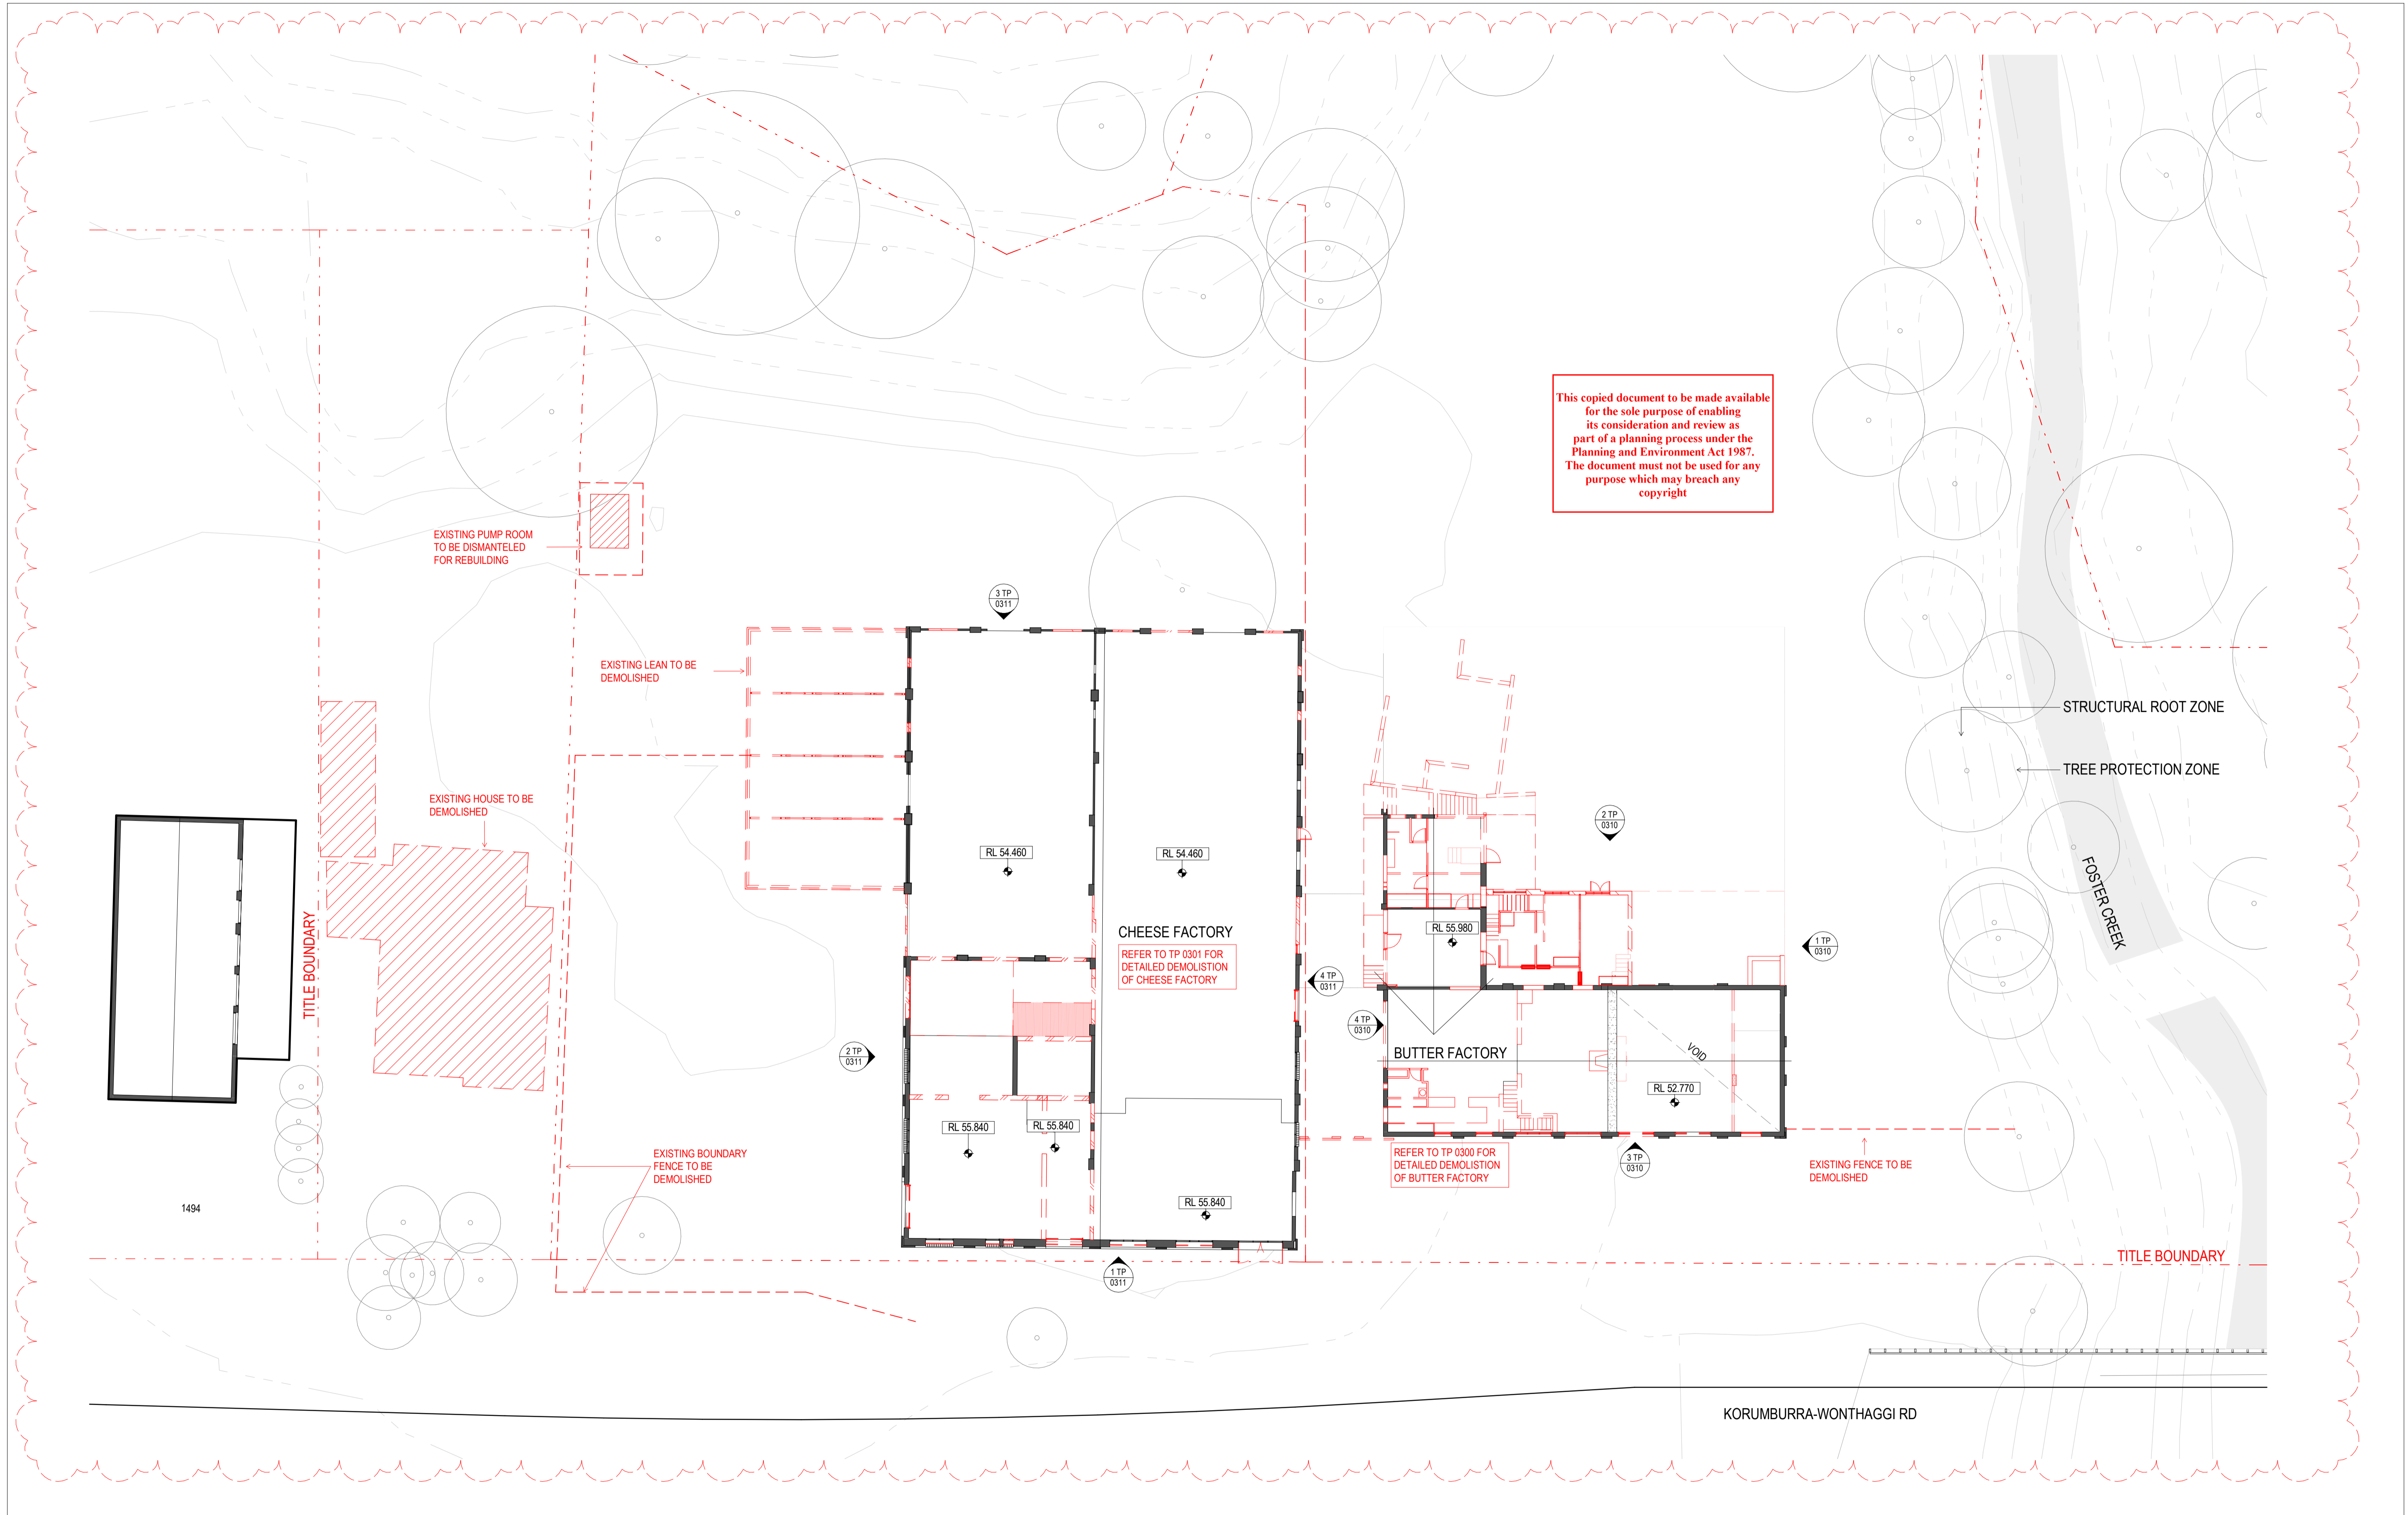 This copied document to be made available
for the sole purpose of enabling
its consideration and review as
part of a planning process under the
Planning and Environment Act 1987.
The document must not be used for any
purpose which may breach any
copyright
EXISTING PUMP ROOM
TO BE DISMANTELED
FOR REBUILDING
3 TP
0311
EXISTING LEAN TO BE
DEMOLISHED
STRUCTURAL ROOT ZONE
TREE PROTECTION ZONE
EXISTING HOUSE TO BE
DEMOLISHED
2 TP
0310
RL 54.460
RL 54.460
FOSTER CREEK
TITLE BOUNDARY
CHEESE FACTORY
REFER TO TP 0301 FOR
DETAILED DEMOLISTION
OF CHEESE FACTORY
RL 55.980
1 TP
0310
4 TP
0311
4 TP
0310
2 TP
0311
BUTTER FACTORY
VOID
RL 52.770
RL 55.840
RL 55.840
EXISTING BOUNDARY
FENCE TO BE
DEMOLISHED
REFER TO TP 0300 FOR
DETAILED DEMOLISTION
OF BUTTER FACTORY
3 TP
0310
EXISTING FENCE TO BE
DEMOLISHED
1494
RL 55.840
TITLE BOUNDARY
1 TP
0311
KORUMBURRA-WONTHAGGI RD